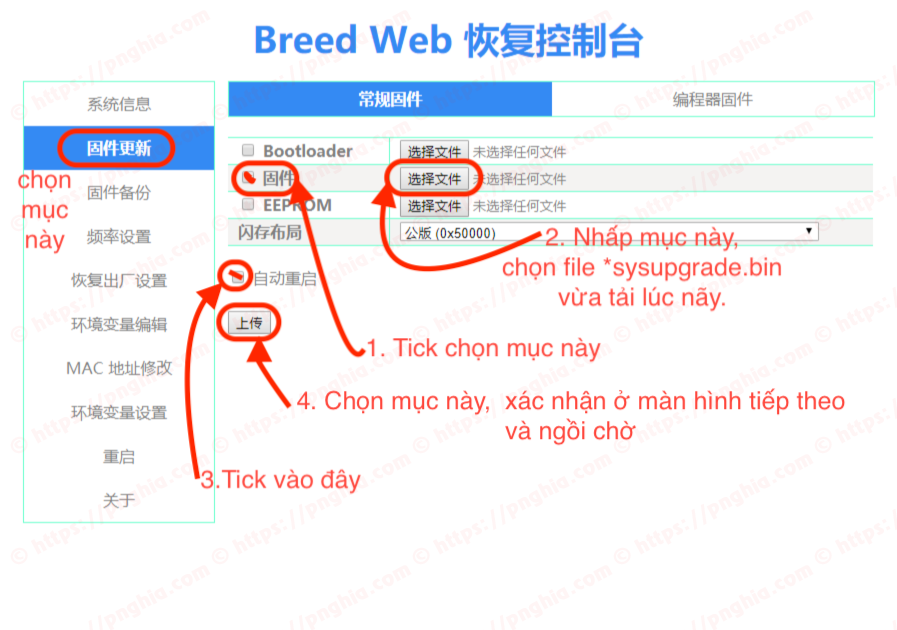 Breed Web 恢复控制台
系统信息
固件更新
chọn
mục
này
固件备份
频率设置
恢复出厂设置
环境变量编辑
MAC 地址修改
环境变量设置
重启
关于
常规固件
编程器固件
Bootloader
选择文件 未选择任何文件
固件
选择文件 未选择任何文件
EEPROM
选择文件 未选择任何文件
闪存布局
公版 (0x50000)
自动重启
上传
1. Tick chọn mục này
2. Nhấp mục này,
chọn file *sysupgrade.bin
vừa tải lúc nãy.
3.Tick vào đây
4. Chọn mục này, xác nhận ở màn hình tiếp theo
và ngồi chờ
© https://pnghia.com